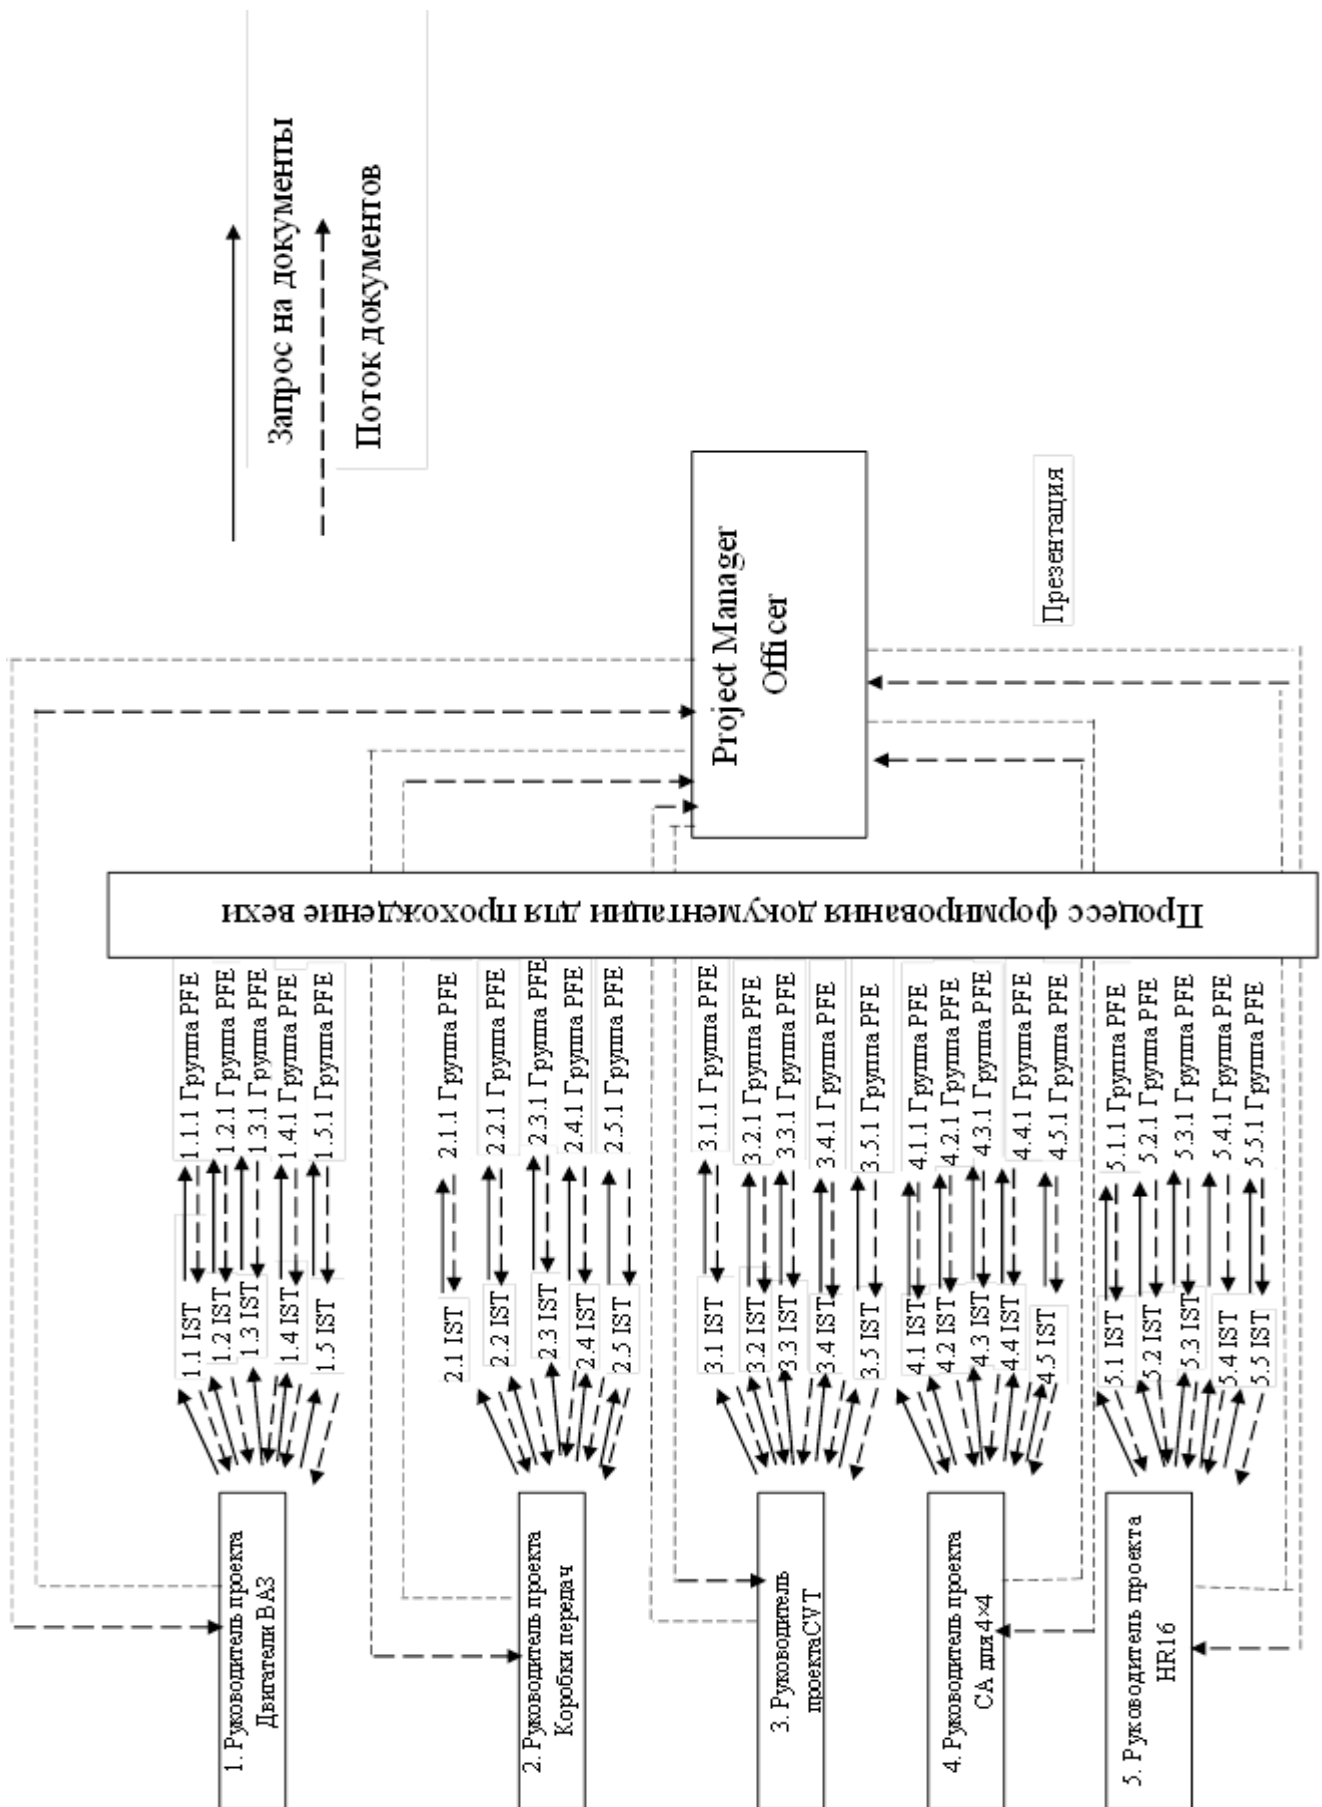 Запрос на документы
Поток документов
Project Manager
Officer
Презентация
Процесс формирования документации для прохождение вехи
1.1.1 Группа PFE
1.2.1 Группа PFE
1.3.1 Группа PFE
1.4.1 Группа PFE
1.5.1 Группа PFE
2.1.1 Группа PFE
2.2.1 Группа PFE
2.3.1 Группа PFE
2.4.1 Группа PFE
2.5.1 Группа PFE
3.1.1 Группа PFE
3.2.1 Группа PFE
3.3.1 Группа PFE
3.4.1 Группа PFE
3.5.1 Группа PFE
4.1.1 Группа PFE
4.2.1 Группа PFE
4.3.1 Группа PFE
4.4.1 Группа PFE
4.5.1 Группа PFE
5.1.1 Группа PFE
5.2.1 Группа PFE
5.3.1 Группа PFE
5.4.1 Группа PFE
5.5.1 Группа PFE
1.1 IST
1.2 IST
1.3 IST
1.4 IST
1.5 IST
2.1 IST
2.2 IST
2.3 IST
2.4 IST
2.5 IST
3.1 IST
3.2 IST
3.3 IST
3.4 IST
3.5 IST
4.1 IST
4.2 IST
4.3 IST
4.4 IST
4.5 IST
5.1 IST
5.2 IST
5.3 IST
5.4 IST
5.5 IST
1. Руководитель проекта
Двигатели ВАЗ
2. Руководитель проекта
Коробки передач
3. Руководитель
проектаCVT
4. Руководитель проекта
СА для 4×4
5. Руководитель проекта
HR16